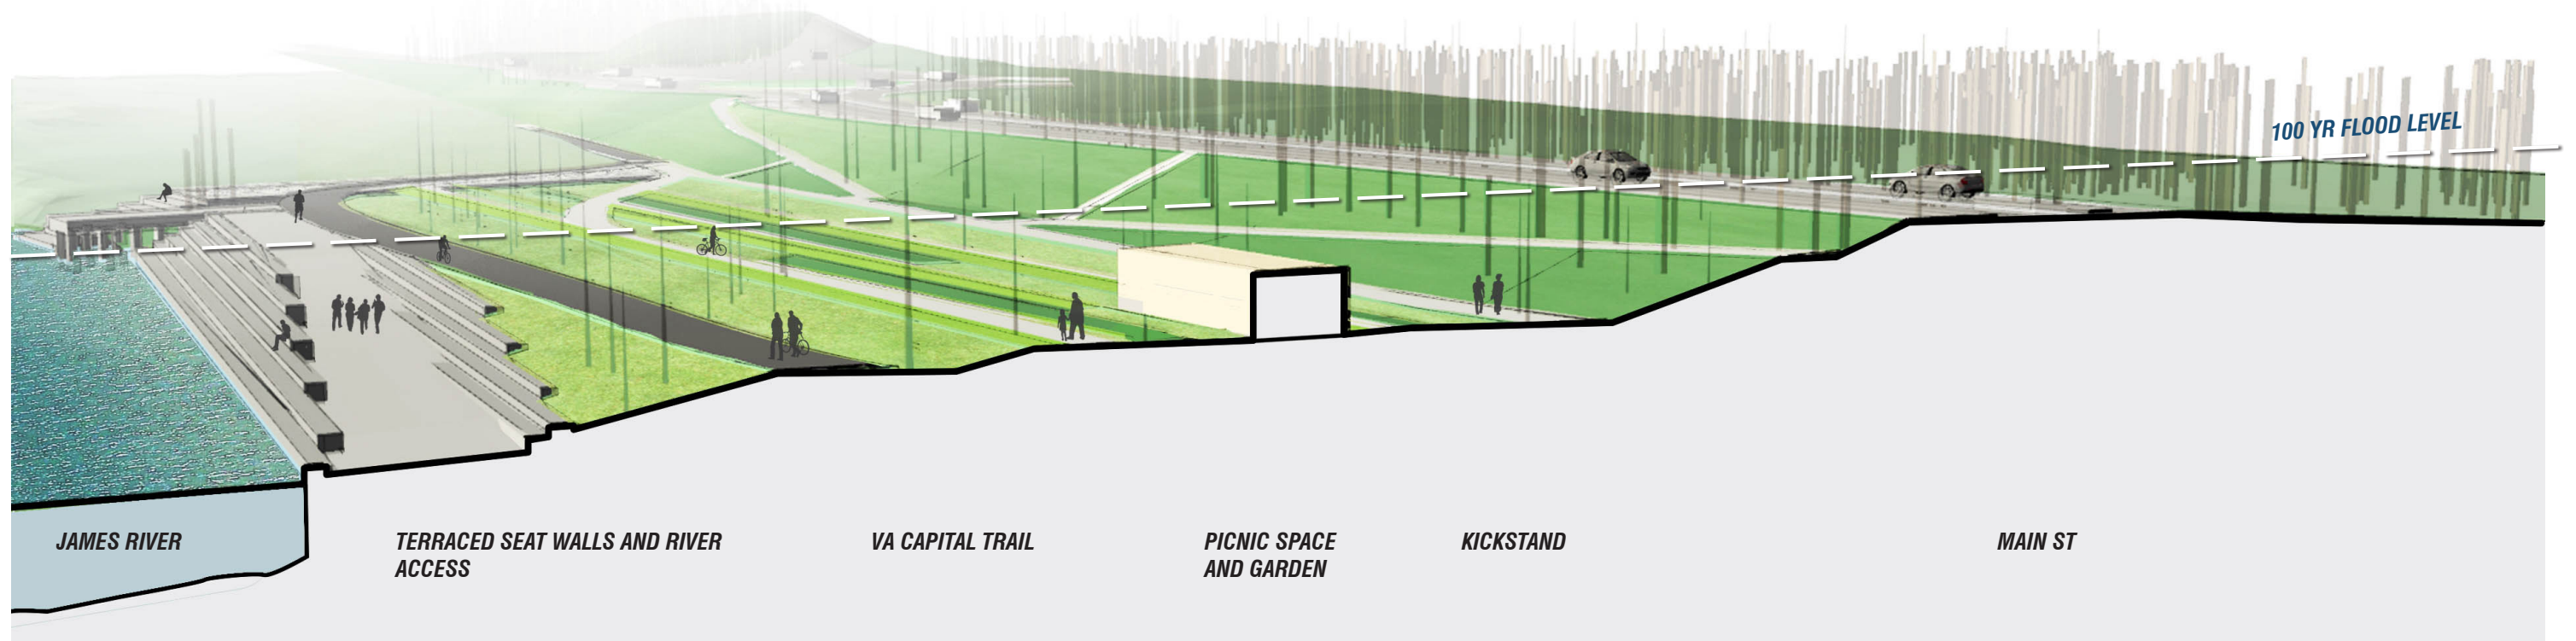 100 YR FLOOD LEVEL
JAMES RIVER
TERRACED SEAT WALLS AND RIVER
ACCESS
VA CAPITAL TRAIL
PICNIC SPACE
AND GARDEN
KICKSTAND
MAIN ST